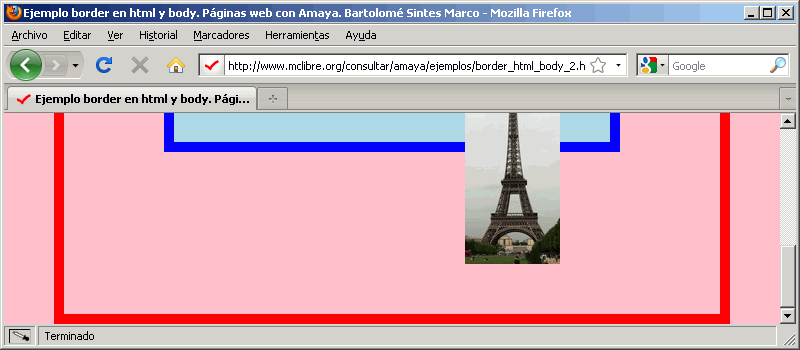 Ejemplo border en html y body. Páginas web con Amaya. Bartolomé Sintes Marco - Mozilla Firefox
Archivo Editar Ver Historial Marcadores Herramientas Ayuda
http://www.mclibre.org/consultar/amaya/ejemplos/border_html_body_2.h Google
Ejemplo border en html y body. Pági...
Terminado